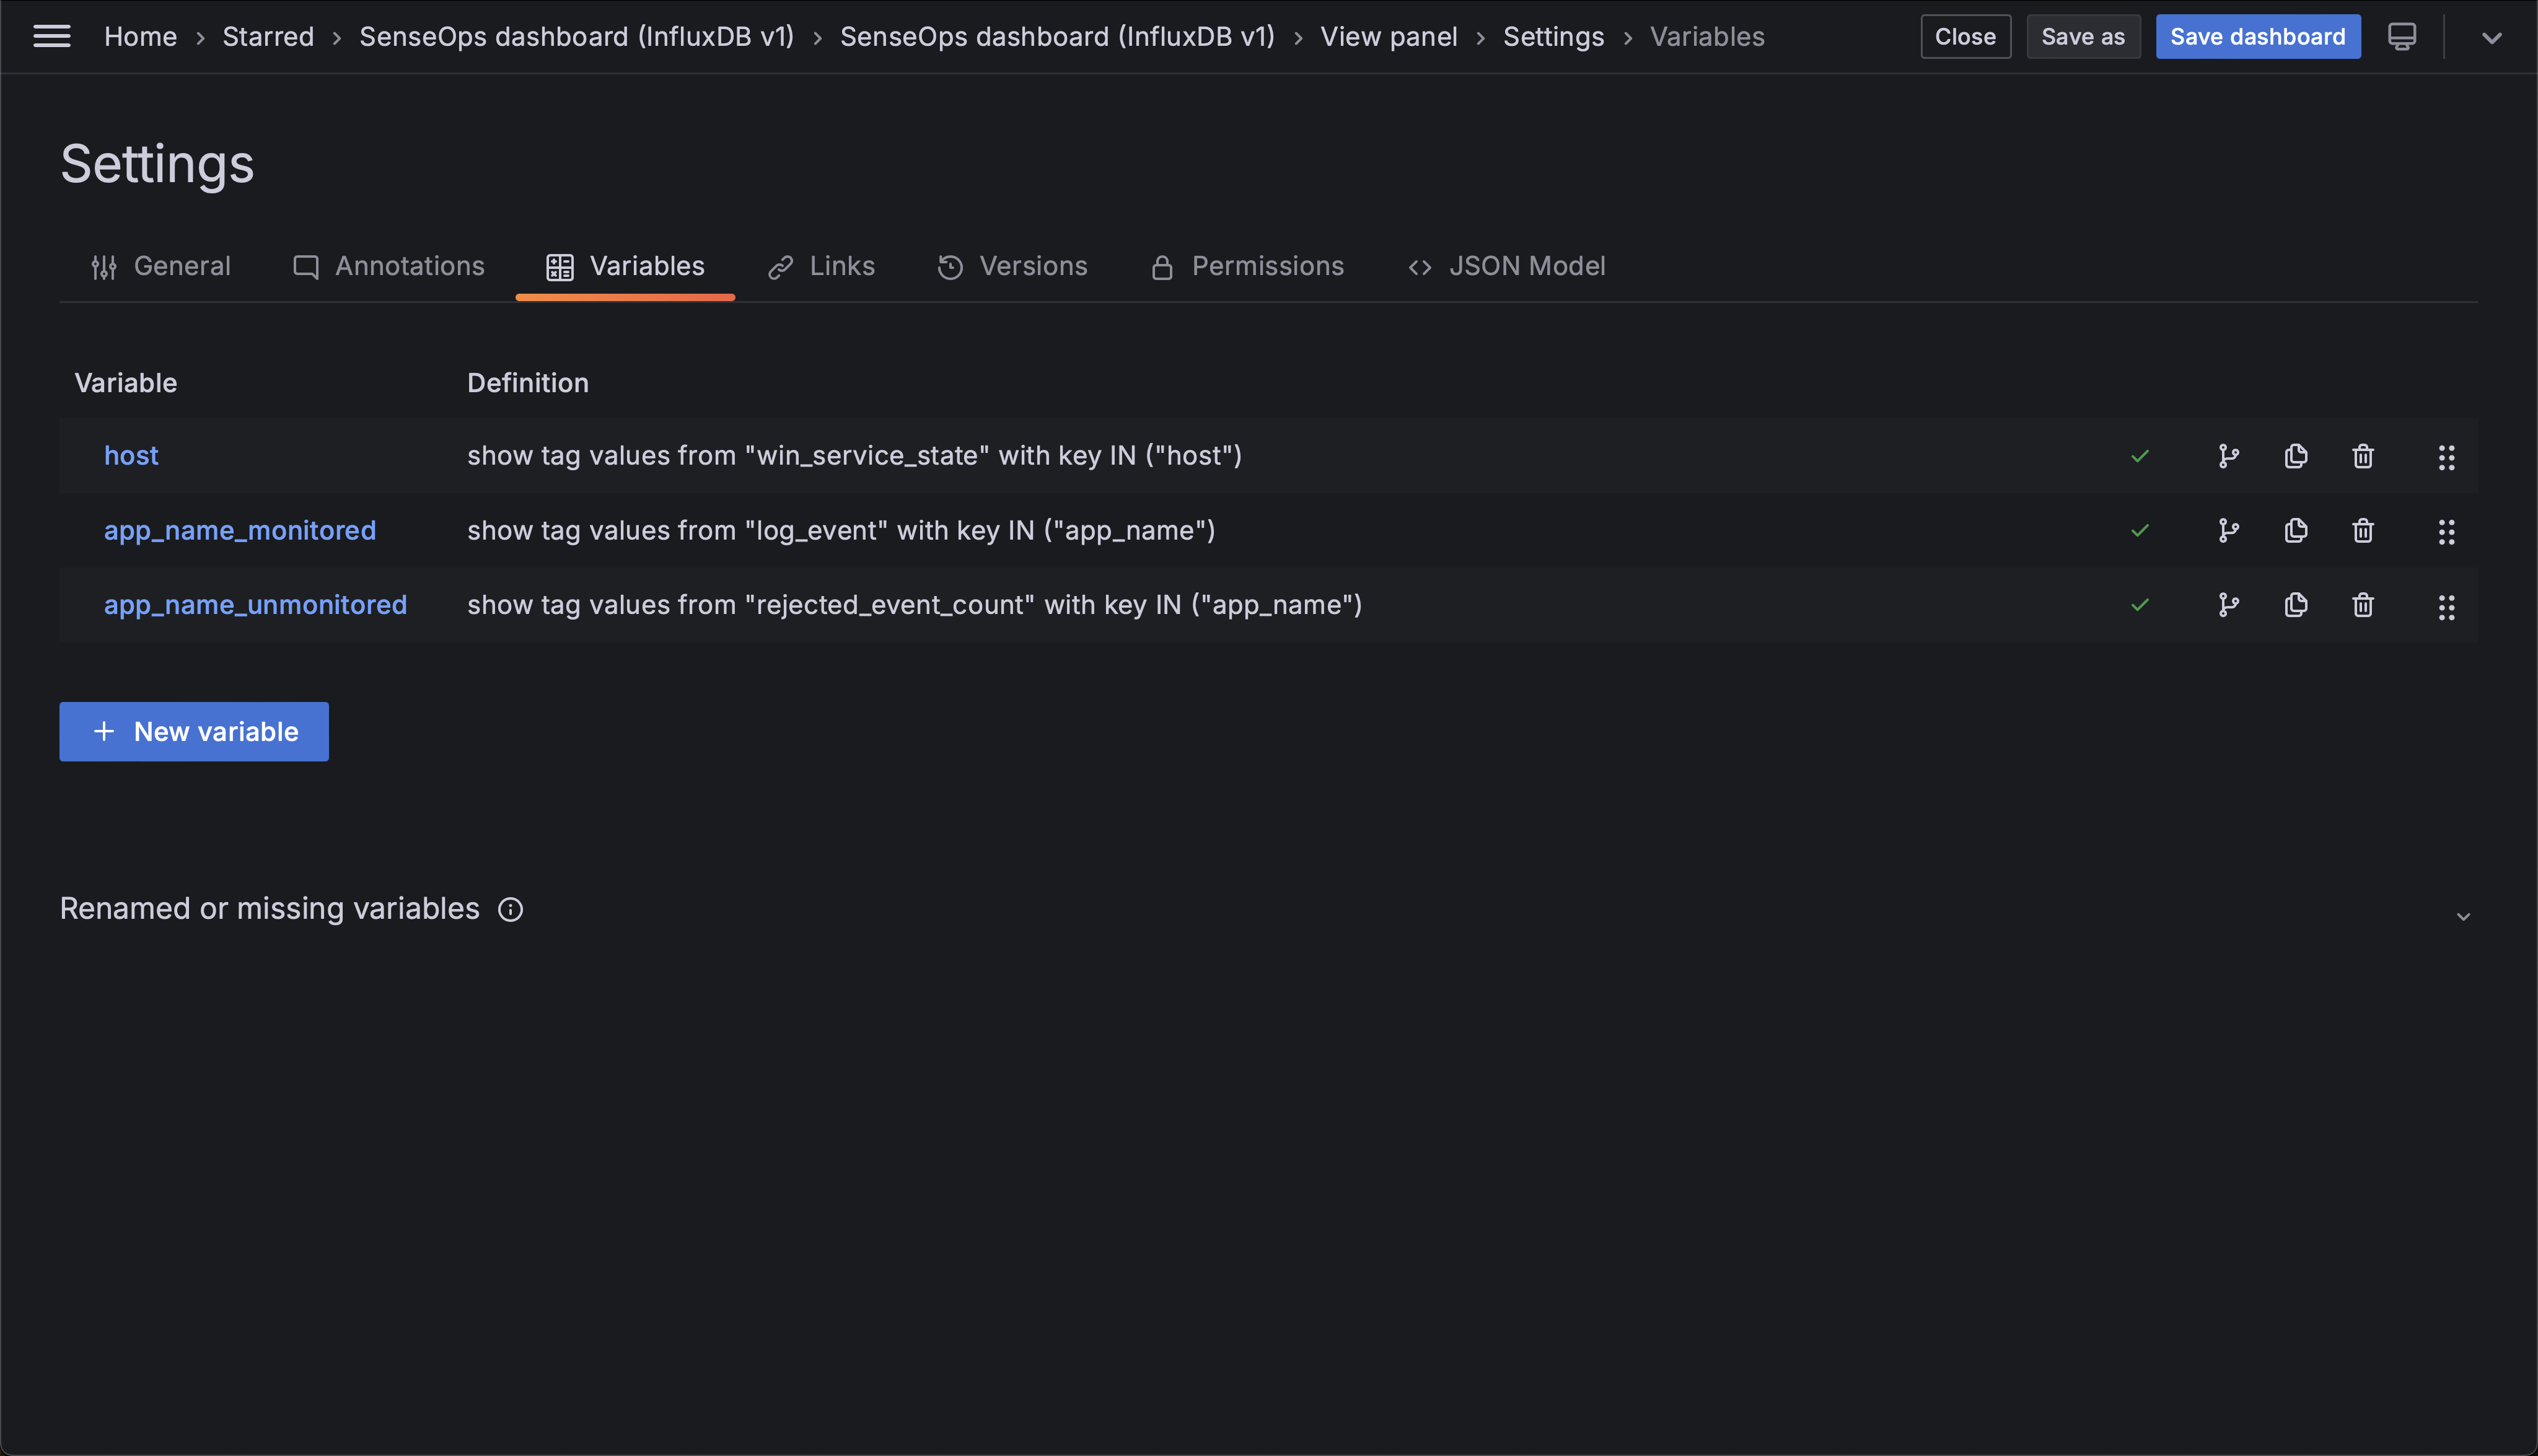 Home › Starred › SenseOps dashboard (InfluxDB v1) › SenseOps dashboard (InfluxDB v1) › View panel › Settings › Variables Close Save as Save dashboard
Settings
General Annotations Variables Links Versions Permissions JSON Model
Variable Definition
host show tag values from "win_service_state" with key IN ("host")
app_name_monitored show tag values from "log_event" with key IN ("app_name")
app_name_unmonitored show tag values from "rejected_event_count" with key IN ("app_name")
+ New variable
Renamed or missing variables